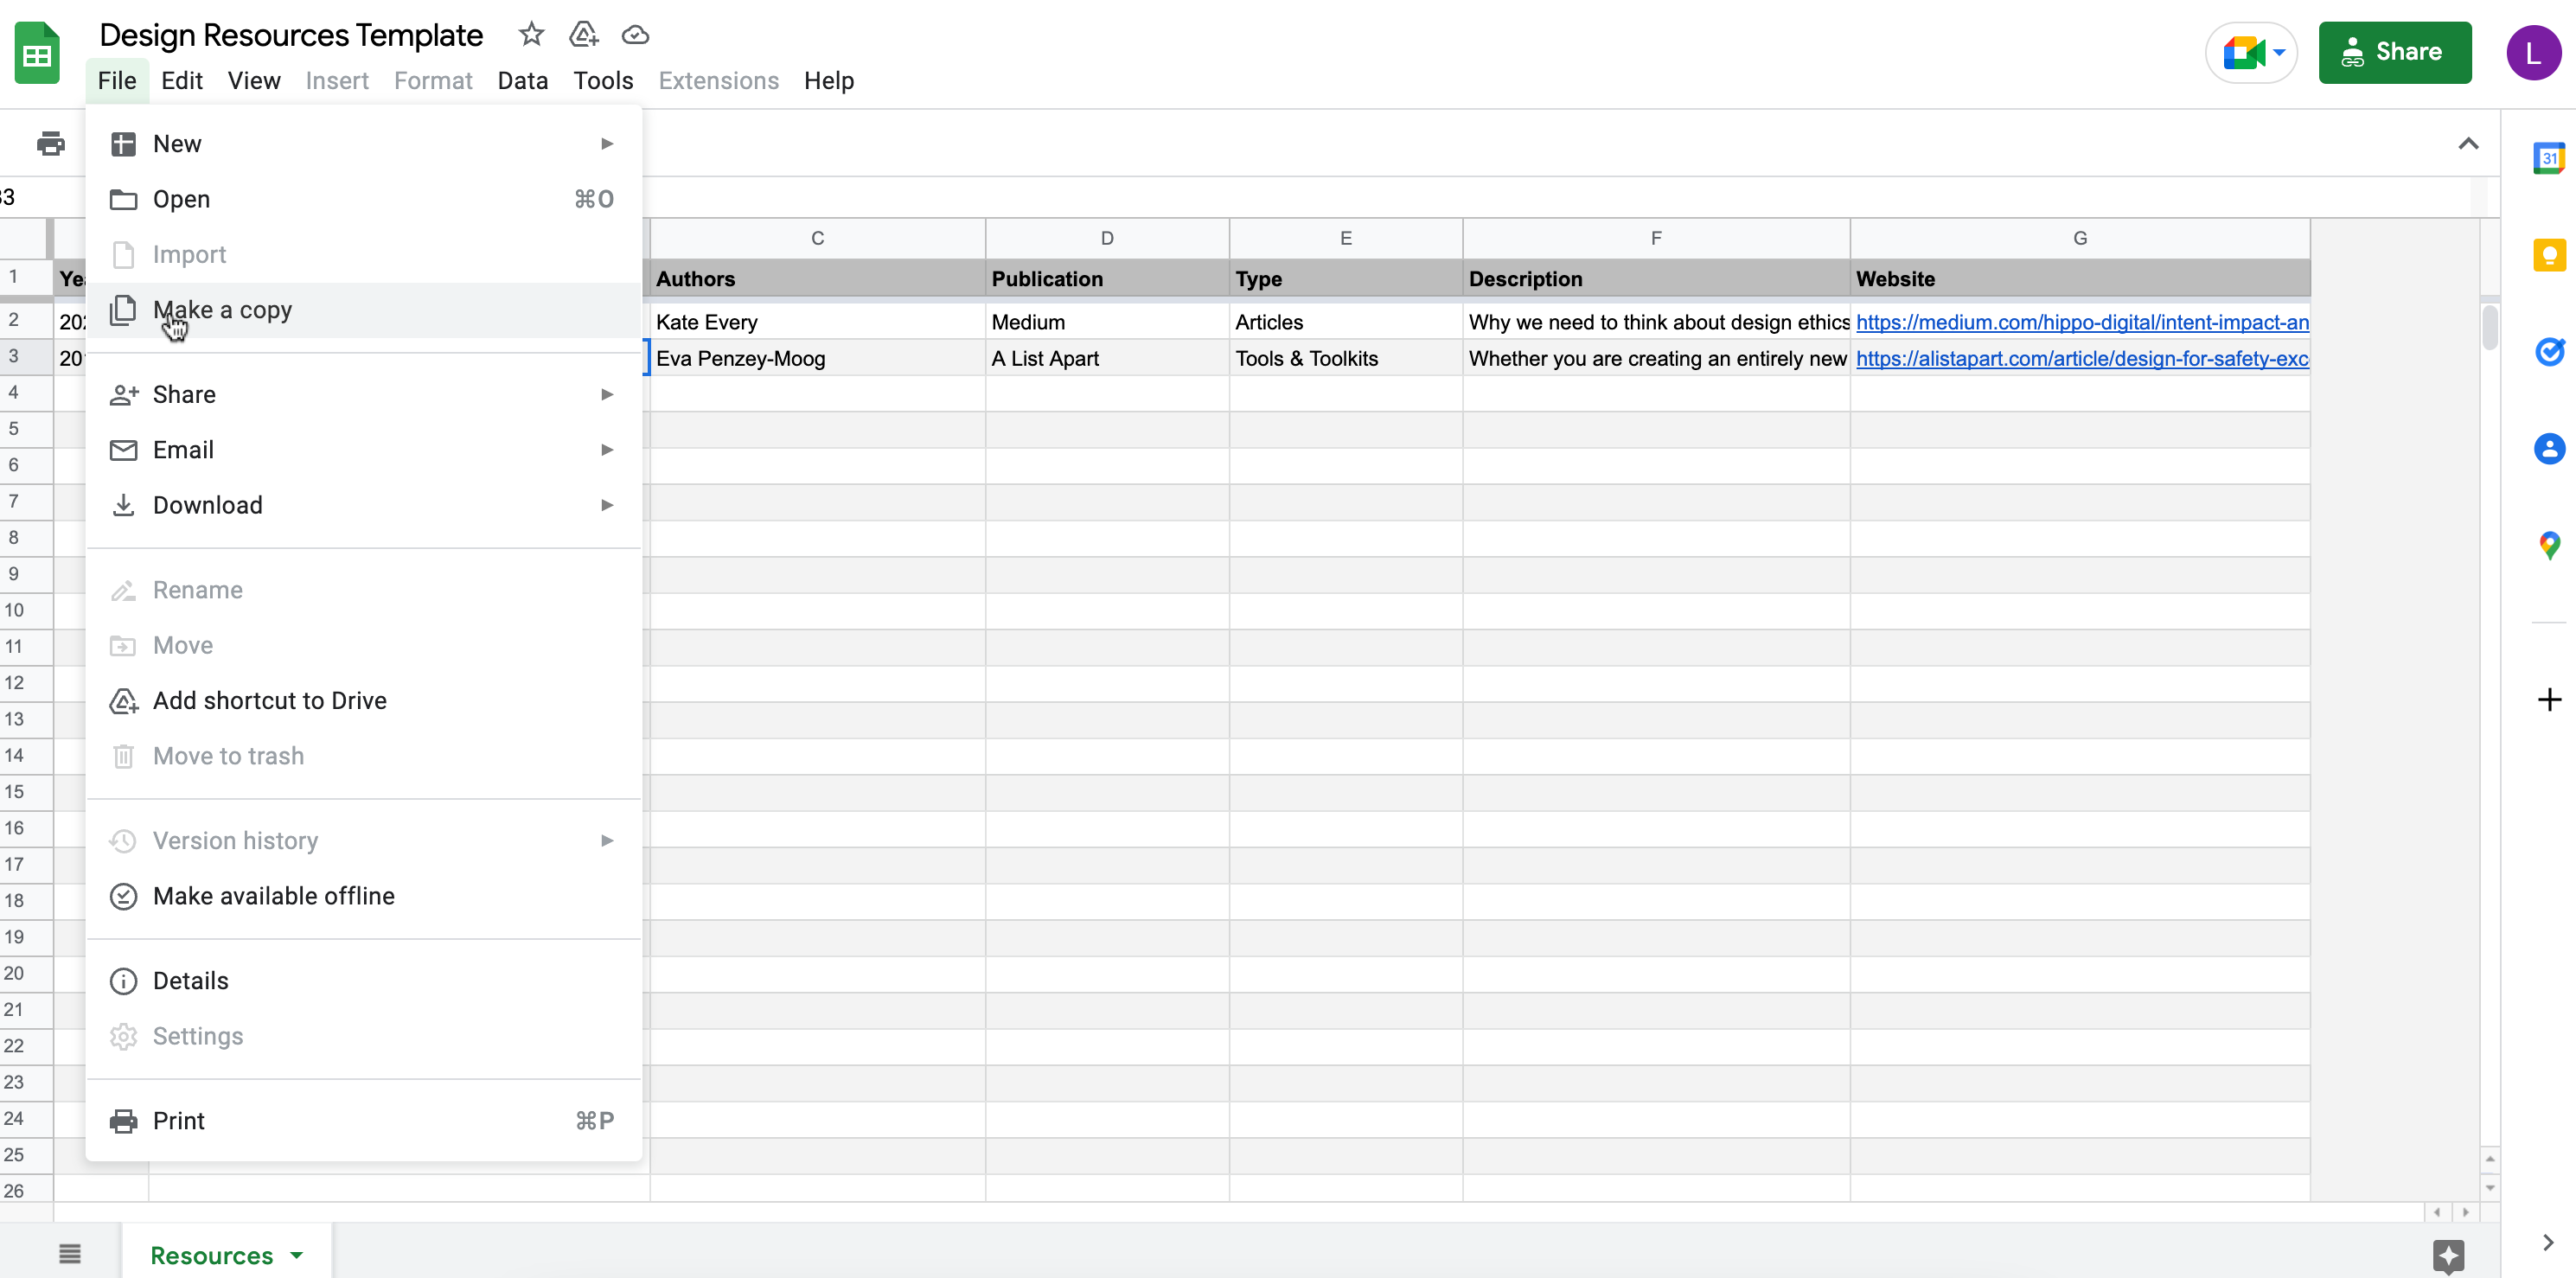 Design Resources Template
File Edit View Insert Format Data Tools Extensions Help
Share
L
New
Open ⌘O
Import
Make a copy
Share
Email
Download
Rename
Move
Add shortcut to Drive
Move to trash
Version history
Make available offline
Details
Settings
Print ⌘P
31
C D E F G
1 Authors Publication Type Description Website
2 Kate Every Medium Articles Why we need to think about design ethics https://medium.com/hippo-digital/intent-impact-an
3 Eva Penzey-Moog A List Apart Tools & Toolkits Whether you are creating an entirely new https://alistapart.com/article/design-for-safety-exc
4
5
6
7
8
9
10
11
12
13
14
15
16
17
18
19
20
21
22
23
24
25
26
Resources